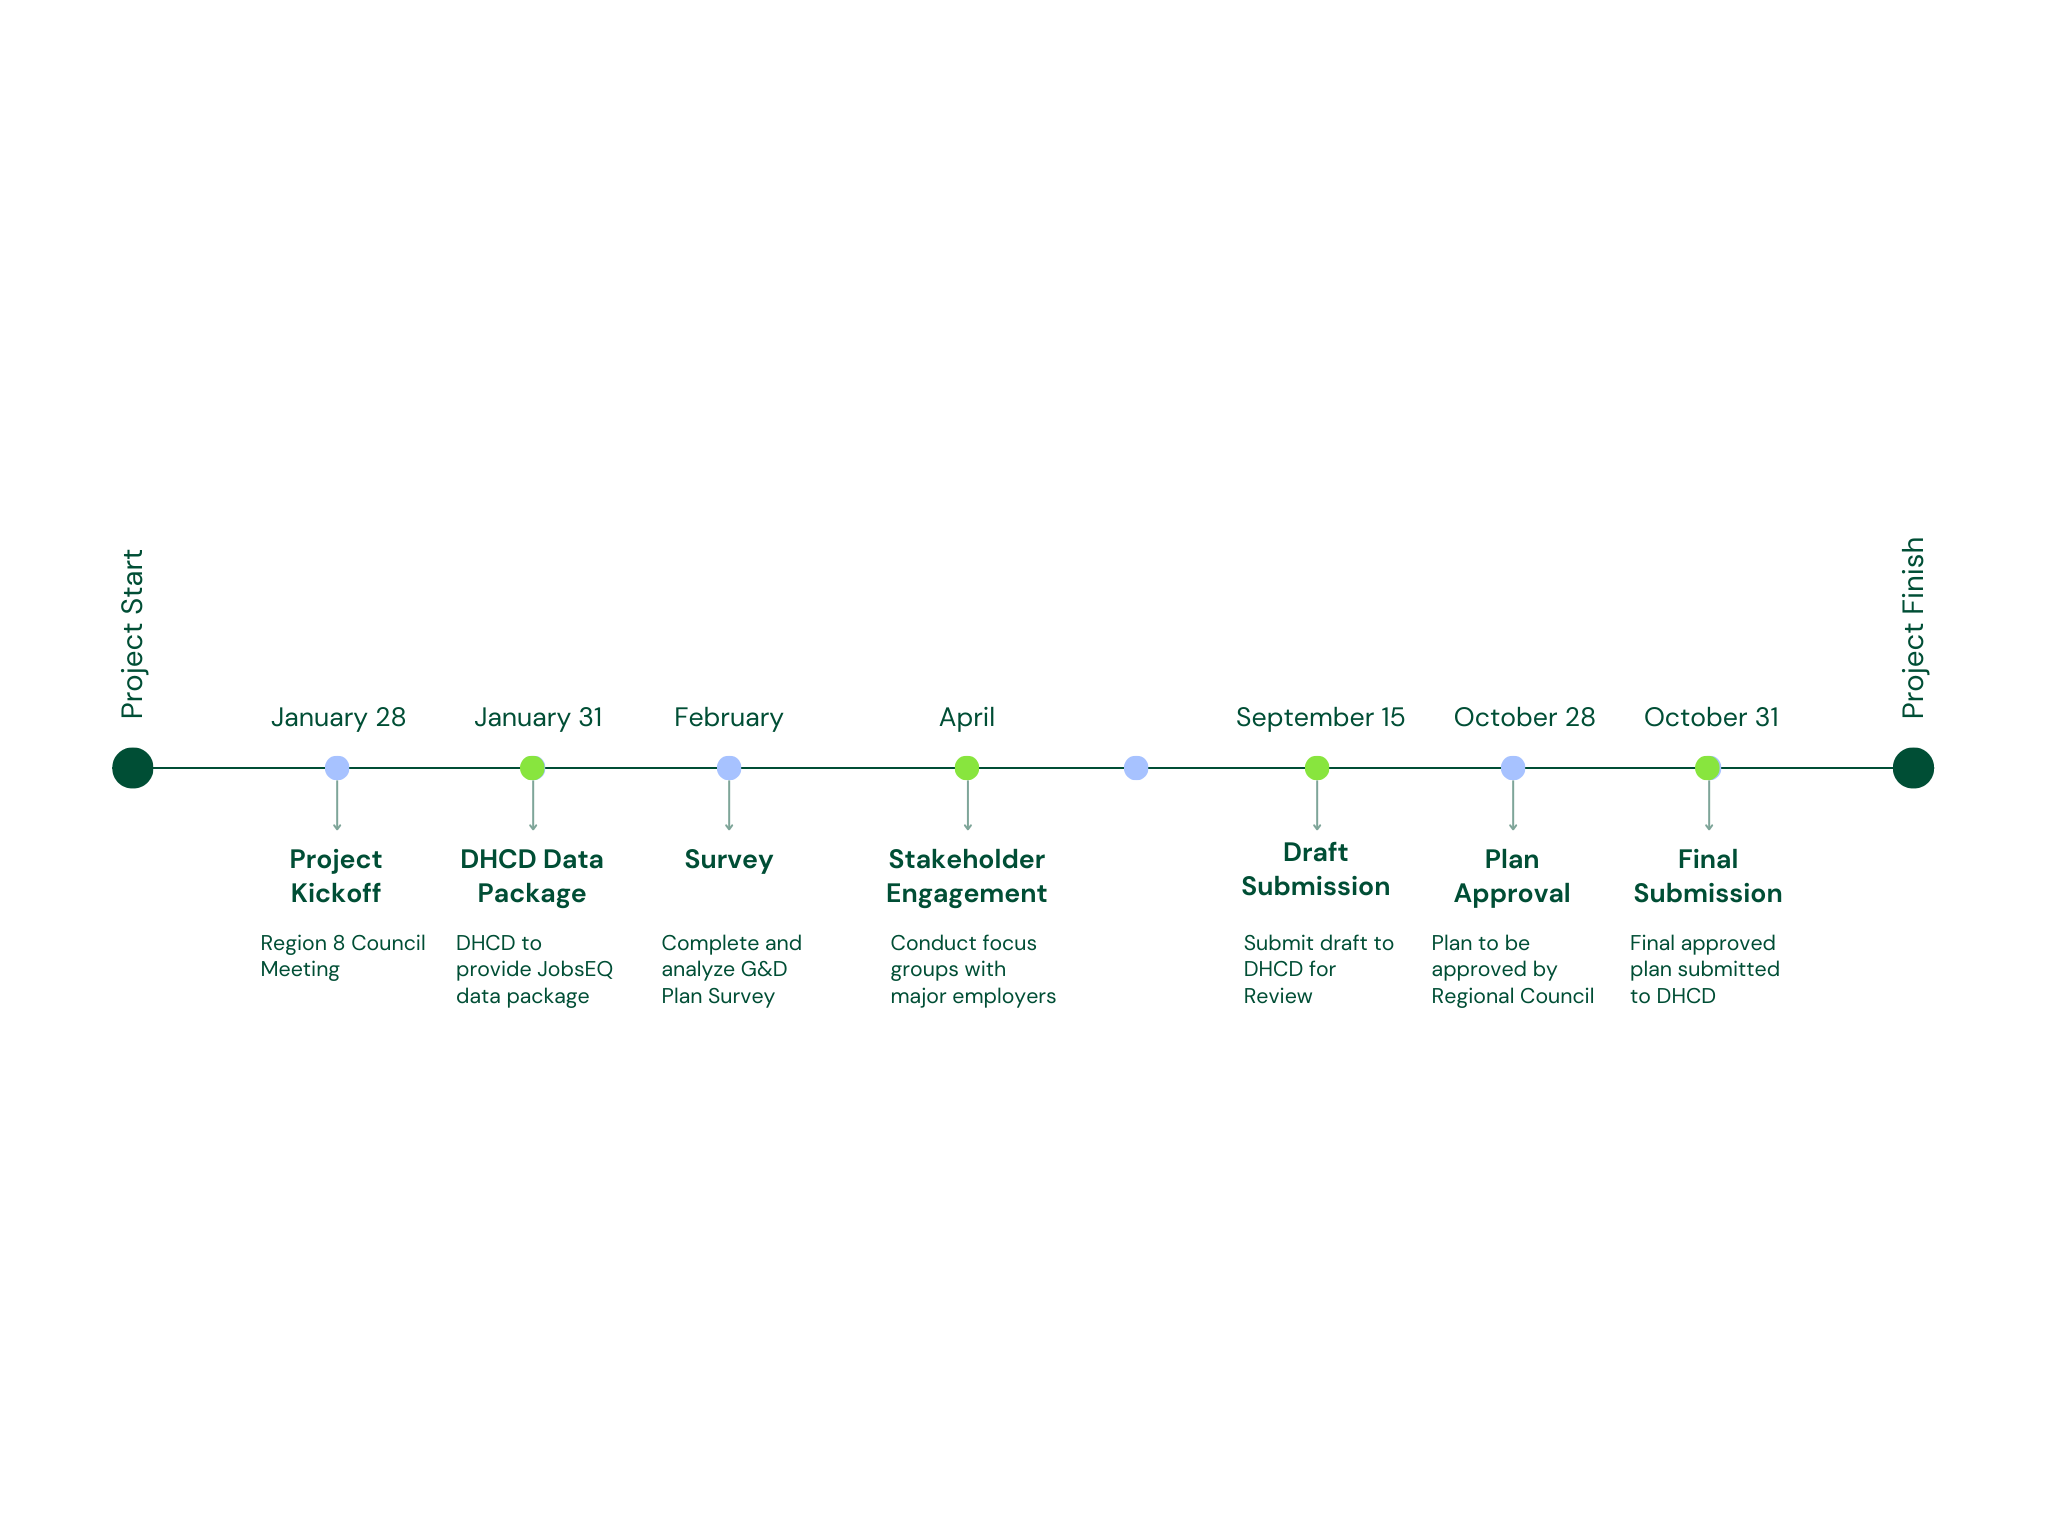 Project Start
Project Finish
January 28
January 31
February
April
September 15
October 28
October 31
Project
Kickoff
Region 8 Council
Meeting
DHCD Data
Package
DHCD to
provide JobsEQ
data package
Survey
Complete and
analyze G&D
Plan Survey
Stakeholder
Engagement
Conduct focus
groups with
major employers
Draft
Submission
Submit draft to
DHCD for
Review
Plan
Approval
Plan to be
approved by
Regional Council
Final
Submission
Final approved
plan submitted
to DHCD